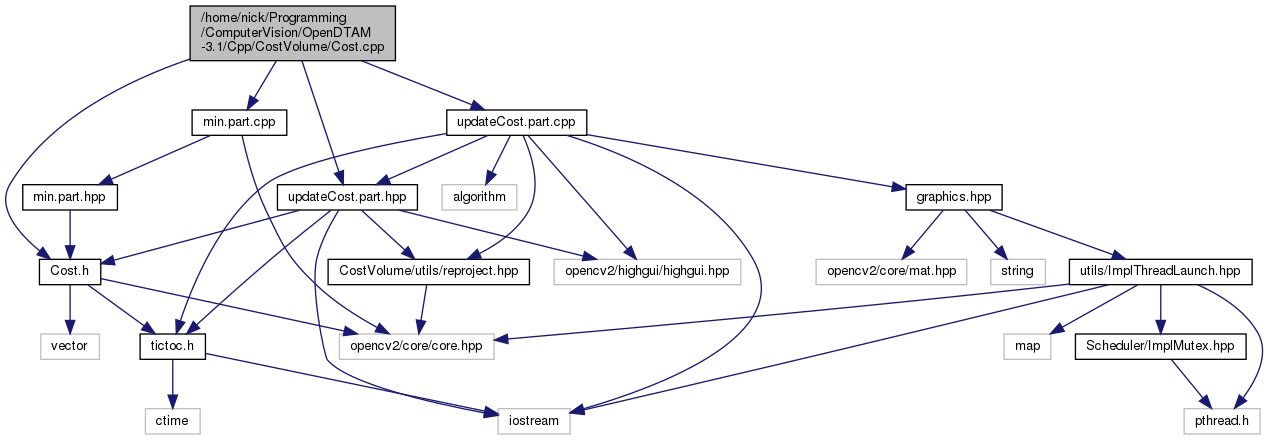 /home/nick/Programming
/ComputerVision/OpenDTAM
-3.1/Cpp/CostVolume/Cost.cpp
min.part.cpp
updateCost.part.cpp
min.part.hpp
updateCost.part.hpp
algorithm
graphics.hpp
Cost.h
CostVolume/utils/reproject.hpp
opencv2/highgui/highgui.hpp
opencv2/core/mat.hpp
string
utils/ImplThreadLaunch.hpp
vector
tictoc.h
opencv2/core/core.hpp
map
Scheduler/ImplMutex.hpp
ctime
iostream
pthread.h